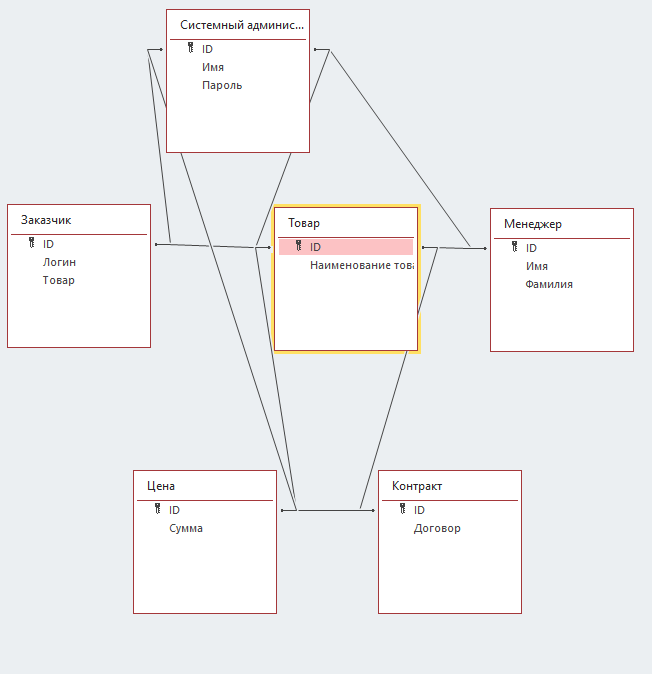 Системный админис...
ID
Имя
Пароль
Заказчик
ID
Логин
Товар
Товар
ID
Наименование това
Менеджер
ID
Имя
Фамилия
Цена
ID
Сумма
Контракт
ID
Договор